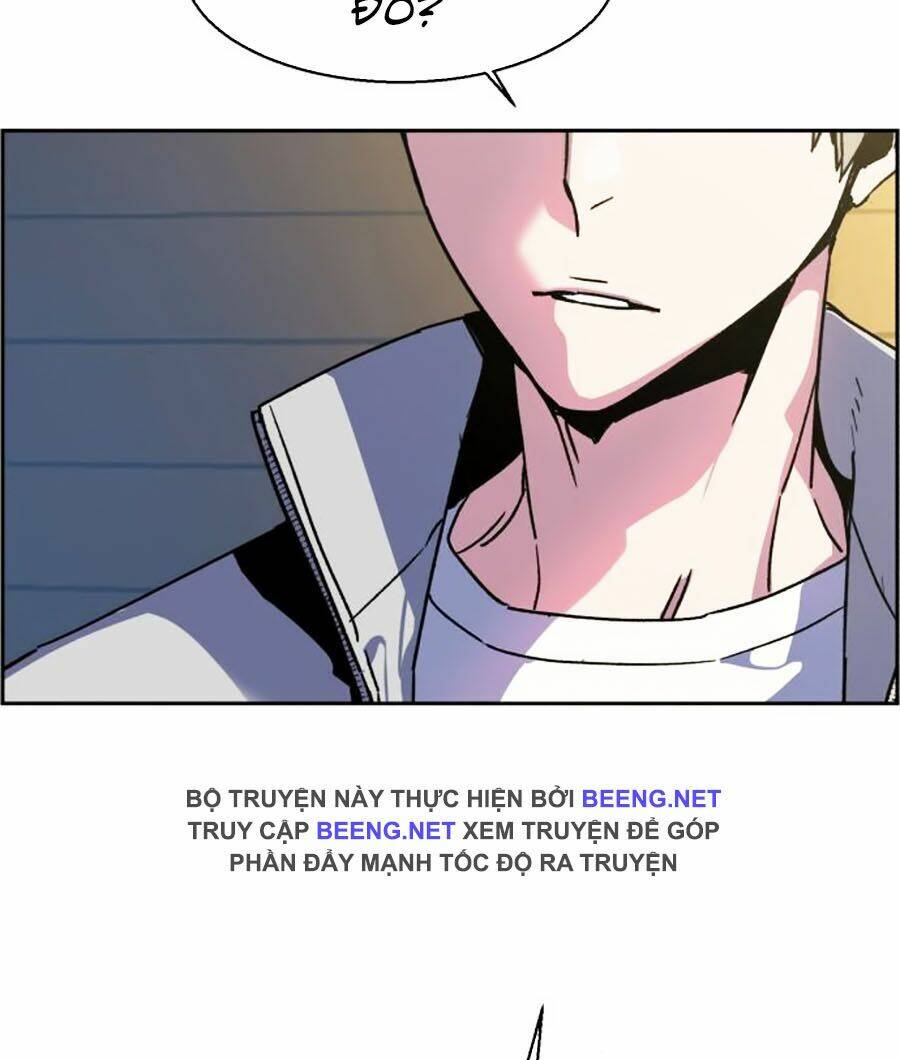 ĐÓ?
BỘ TRUYỆN NÀY THỰC HIỆN BỞI BEENG.NET
TRUY CẬP BEENG.NET XEM TRUYỆN ĐỂ GÓP
PHẦN ĐẨY MẠNH TỐC ĐỘ RA TRUYỆN